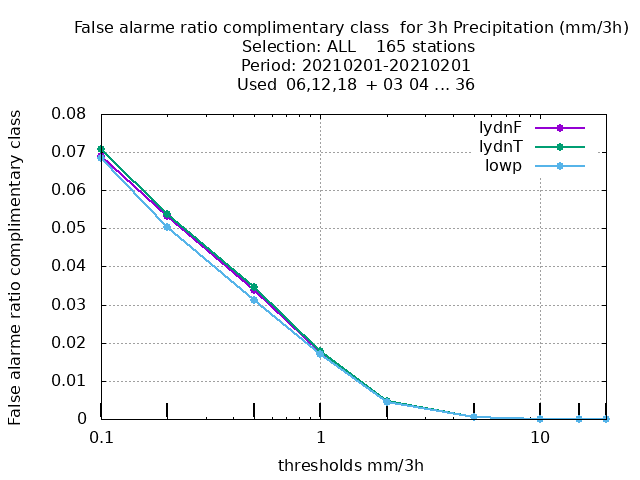 False alarme ratio complimentary class  for 3h Precipitation (mm/3h)
Selection: ALL    165 stations
Period: 20210201-20210201
Used  06,12,18  + 03 04 ... 36
False alarme ratio complimentary class
0.08
0.07
0.06
0.05
0.04
0.03
0.02
0.01
0
lydnF
lydnT
lowp
0.1
1
10
thresholds mm/3h